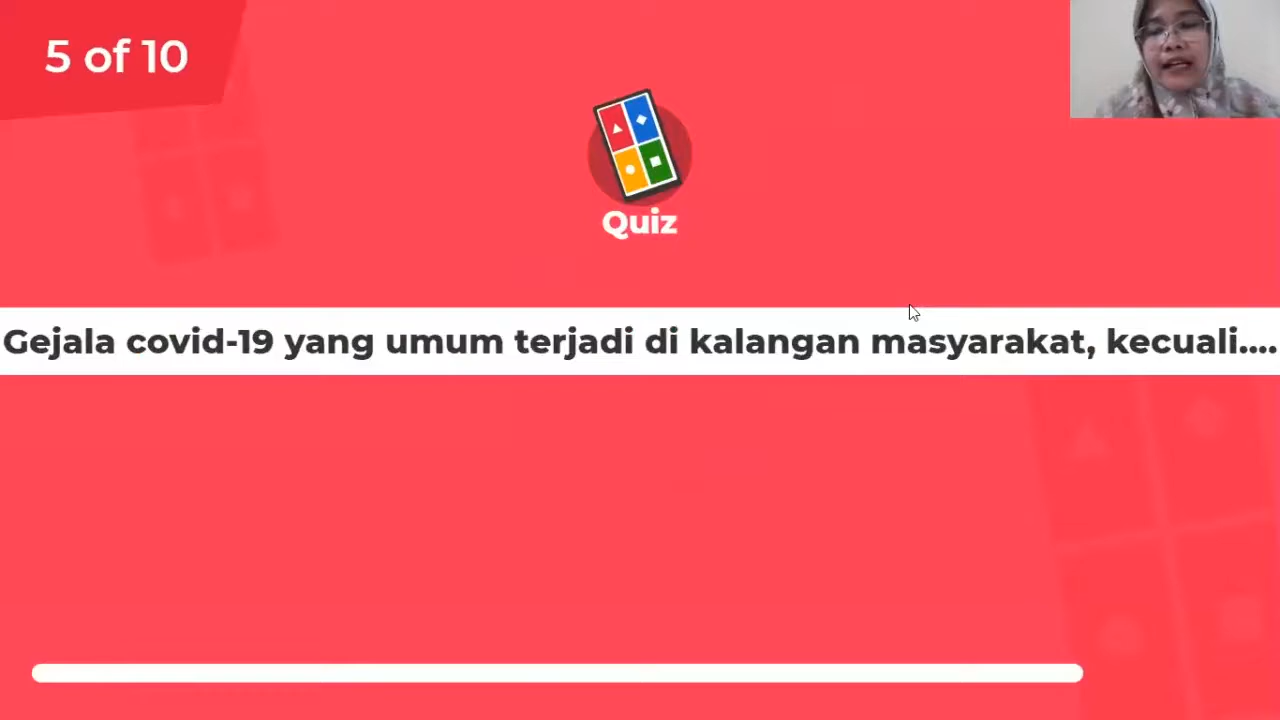 5 of 10
Quiz
Gejala covid-19 yang umum terjadi di kalangan masyarakat, kecuali....